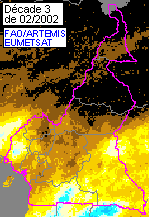 Décade 3
de 02/2002
FAO/ARTEMIS
EUMETSAT